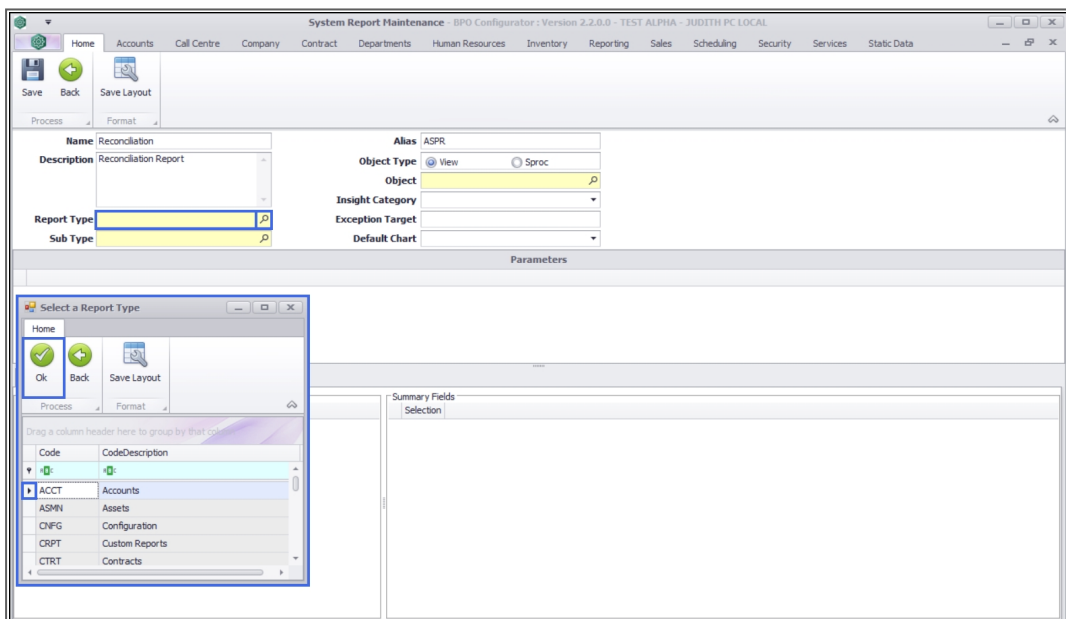 System Report Maintenance - BPO Configurator : Version 2.2.0.0 - TEST ALPHA - JUDITH PC LOCAL
Home Accounts Call Centre Company Contract Departments Human Resources Inventory Reporting Sales Scheduling Security Services Static Data
Save Back Save Layout
Process Format
Name Reconciliation Alias ASPR
Description Reconciliation Report Object Type View Sproc
Object
Insight Category
Report Type Exception Target
Sub Type Default Chart
Parameters
Select a Report Type
Home
Ok Back Save Layout
Process Format
Summary Fields
Selection
Drag a column header here to group by that colu
Code CodeDescription
ACCT Accounts
ASMN Assets
CNFG Configuration
CRPT Custom Reports
CTRT Contracts